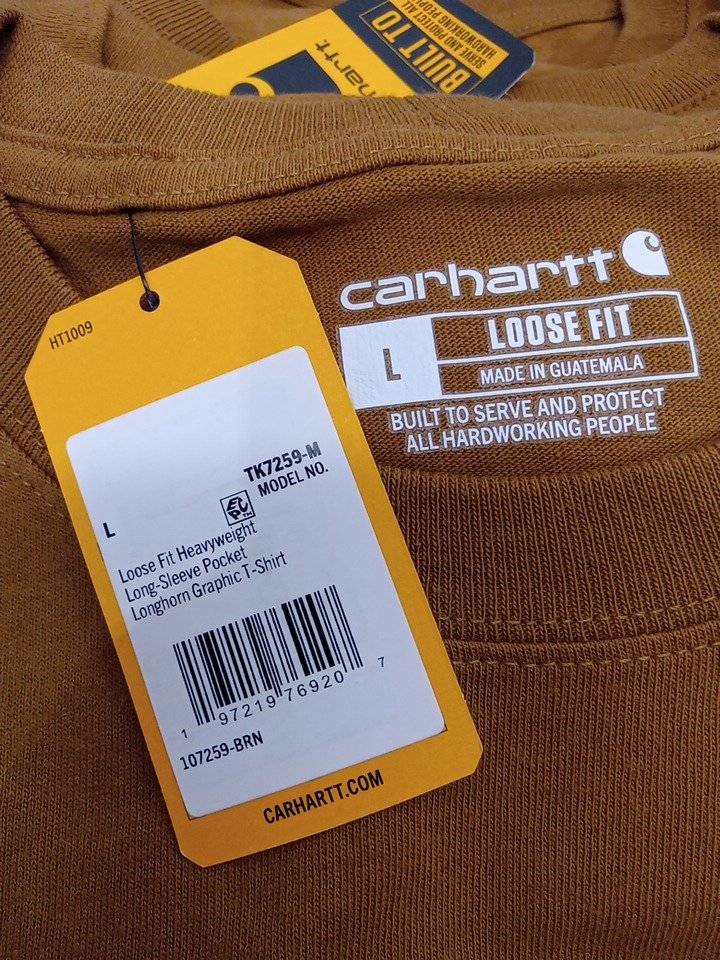 BUILT TO
SERVE AND PROTECT ALL
HARDWORKING PEOPLE
hartt
carhartt
L
LOOSE FIT
MADE IN GUATEMALA
BUILT TO SERVE AND PROTECT
ALL HARDWORKING PEOPLE
HT1009
TK7259-M
MODEL NO.
L
Loose Fit Heavyweight
Long-Sleeve Pocket
Longhorn Graphic T-Shirt
1 97219 76920 7
107259-BRN
CARHARTT.COM